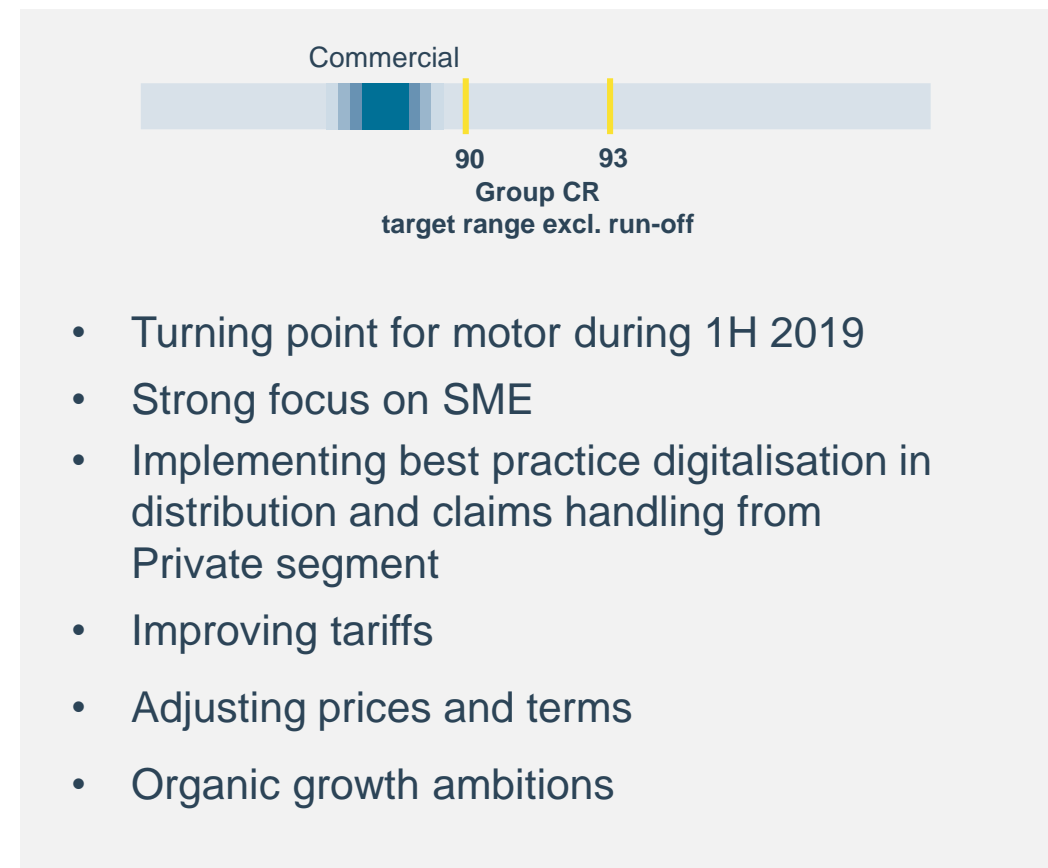 Commercial
90 93
Group CR
target range excl. run-off
• Turning point for motor during 1H 2019
• Strong focus on SME
• Implementing best practice digitalisation in
distribution and claims handling from
Private segment
• Improving tariffs
• Adjusting prices and terms
• Organic growth ambitions